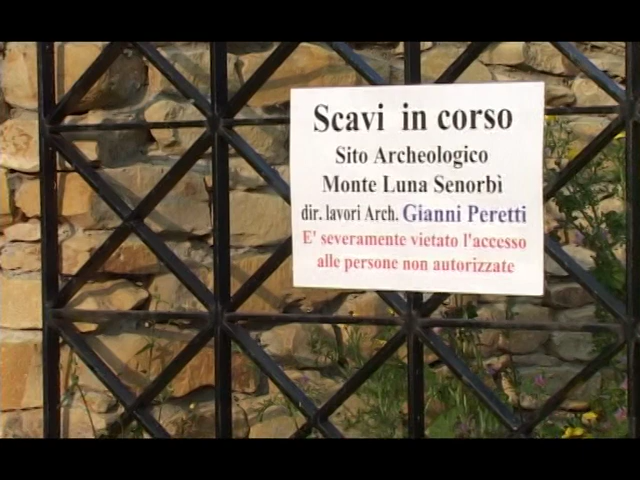 Scavi in corso
Sito Archeologico
Monte Luna Senorbì
dir. lavori Arch. Gianni Peretti
E' severamente vietato l'accesso
alle persone non autorizzate